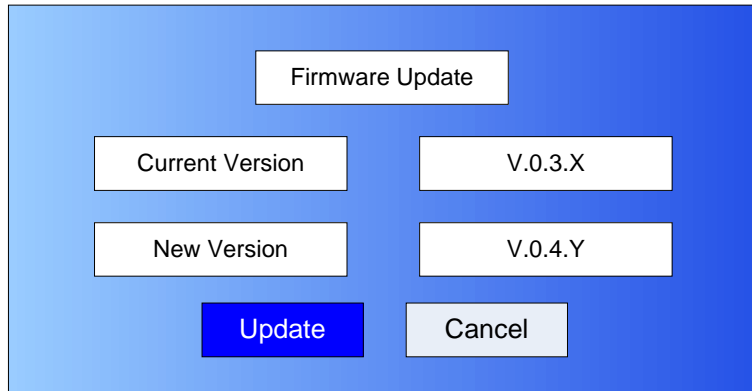 Firmware Update
Current Version V.0.3.X
New Version V.0.4.Y
Update Cancel